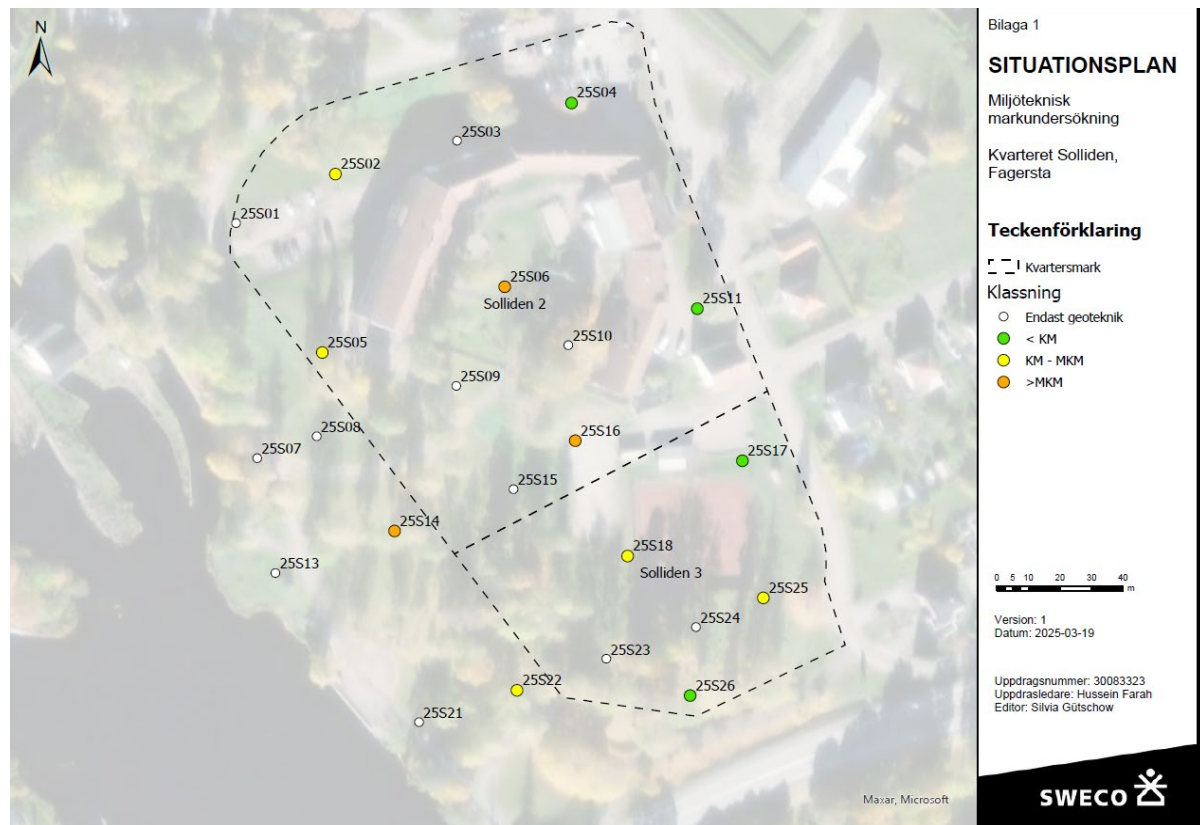 N
25S04
25S03
25S02
25S01
25S06
Solliden 2
25S11
25S10
25S05
25S09
25S08
25S07
25S16
25S17
25S15
25S14
25S18
Solliden 3
25S13
25S25
25S24
25S23
25S22
25S26
25S21
Maxar, Microsoft
Bilaga 1
SITUATIONSPLAN
Miljöteknisk
markundersökning
Kvarteret Solliden,
Fagersta
Teckenförklaring
Kvartersmark
Klassning
Endast geoteknik
< KM
KM - MKM
>MKM
0 5 10 20 30 40
m
Version: 1
Datum: 2025-03-19
Uppdragsnummer: 30083323
Uppdrasledare: Hussein Farah
Editor: Silvia Gütschow
SWECO